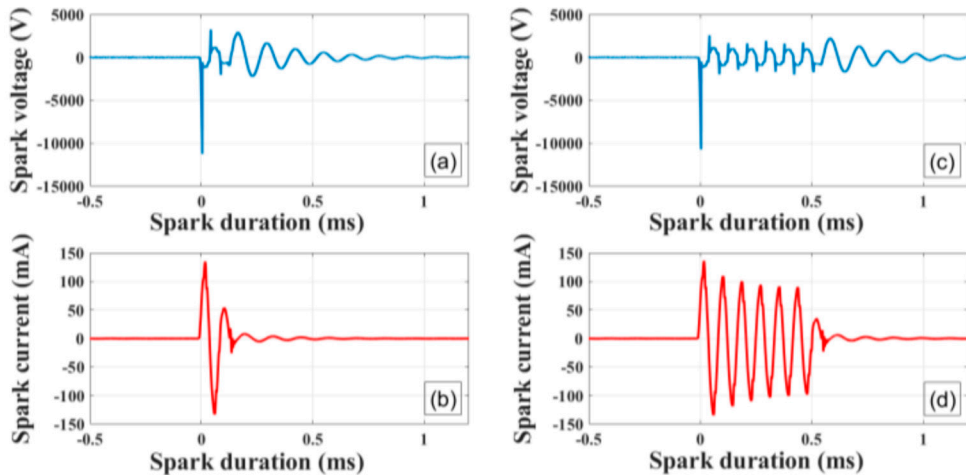 5000
0
-5000
-10000
-15000
Spark voltage (V)
(a)
-0.5 0 0.5 1
Spark duration (ms)
5000
0
-5000
-10000
-15000
Spark voltage (V)
(c)
-0.5 0 0.5 1
Spark duration (ms)
150
100
50
0
-50
-100
-150
Spark current (mA)
(b)
-0.5 0 0.5 1
Spark duration (ms)
150
100
50
0
-50
-100
-150
Spark current (mA)
(d)
-0.5 0 0.5 1
Spark duration (ms)